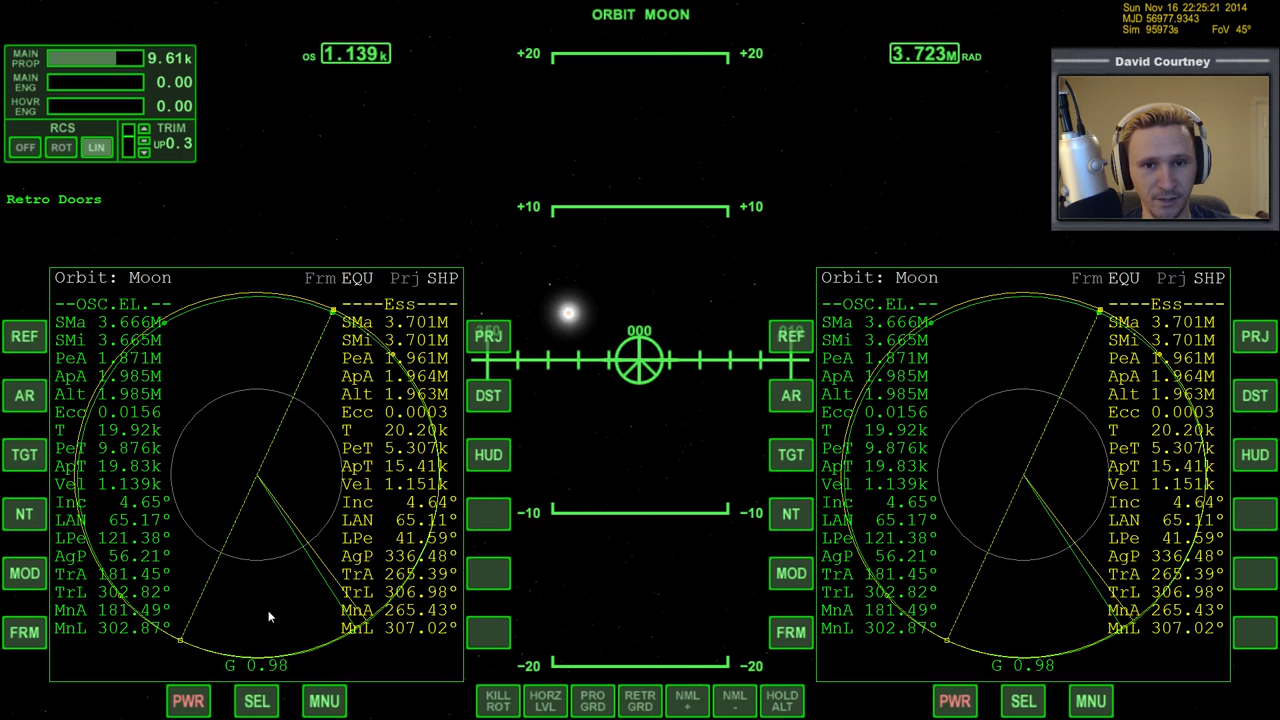 ORBIT MOON
Sun Nov 16 22:25:21 2014
MJD 56977.9343
Sim 95973s FoV 45°
David Courtney
MAIN PROP 9.61k
MAIN ENG 0.00
HOVR ENG 0.00
RCS TRIM
OFF ROT LIN UP0.3
OS 1.139k
3.723M RAD
Retro Doors
+20 +20
+10 +10
000
-10 -10
-20 -20
Orbit: Moon Frm EQU Prj SHP
--OSC.EL.-- ----Ess----
SMa 3.666M SMa 3.701M
SMi 3.665M SMi 3.701M
PeA 1.871M PeA 1.961M
ApA 1.985M ApA 1.964M
Alt 1.985M Alt 1.963M
Ecc 0.0156 Ecc 0.0003
T 19.92k T 20.20k
PeT 9.876k PeT 5.307k
ApT 19.83k ApT 15.41k
Vel 1.139k Vel 1.151k
Inc 4.65° Inc 4.64°
LAN 65.17° LAN 65.11°
LPe 121.38° LPe 41.59°
AgP 56.21° AgP 336.48°
TrA 181.45° TrA 265.39°
TrL 302.82° TrL 306.98°
MnA 181.49° MnA 265.43°
MnL 302.87° MnL 307.02°
G 0.98
REF
AR
TGT
NT
MOD
FRM
PRJ
DST
HUD
PWR SEL MNU
KILL ROT
HORZ LVL
PRO GRD
RETR GRD
NML +
NML -
HOLD ALT
Orbit: Moon Frm EQU Prj SHP
--OSC.EL.-- ----Ess----
SMa 3.666M SMa 3.701M
SMi 3.665M SMi 3.701M
PeA 1.871M PeA 1.961M
ApA 1.985M ApA 1.964M
Alt 1.985M Alt 1.963M
Ecc 0.0156 Ecc 0.0003
T 19.92k T 20.20k
PeT 9.876k PeT 5.307k
ApT 19.83k ApT 15.41k
Vel 1.139k Vel 1.151k
Inc 4.65° Inc 4.64°
LAN 65.17° LAN 65.11°
LPe 121.38° LPe 41.59°
AgP 56.21° AgP 336.48°
TrA 181.45° TrA 265.39°
TrL 302.82° TrL 306.98°
MnA 181.49° MnA 265.43°
MnL 302.87° MnL 307.02°
G 0.98
REF
AR
TGT
NT
MOD
FRM
PRJ
DST
HUD
PWR SEL MNU